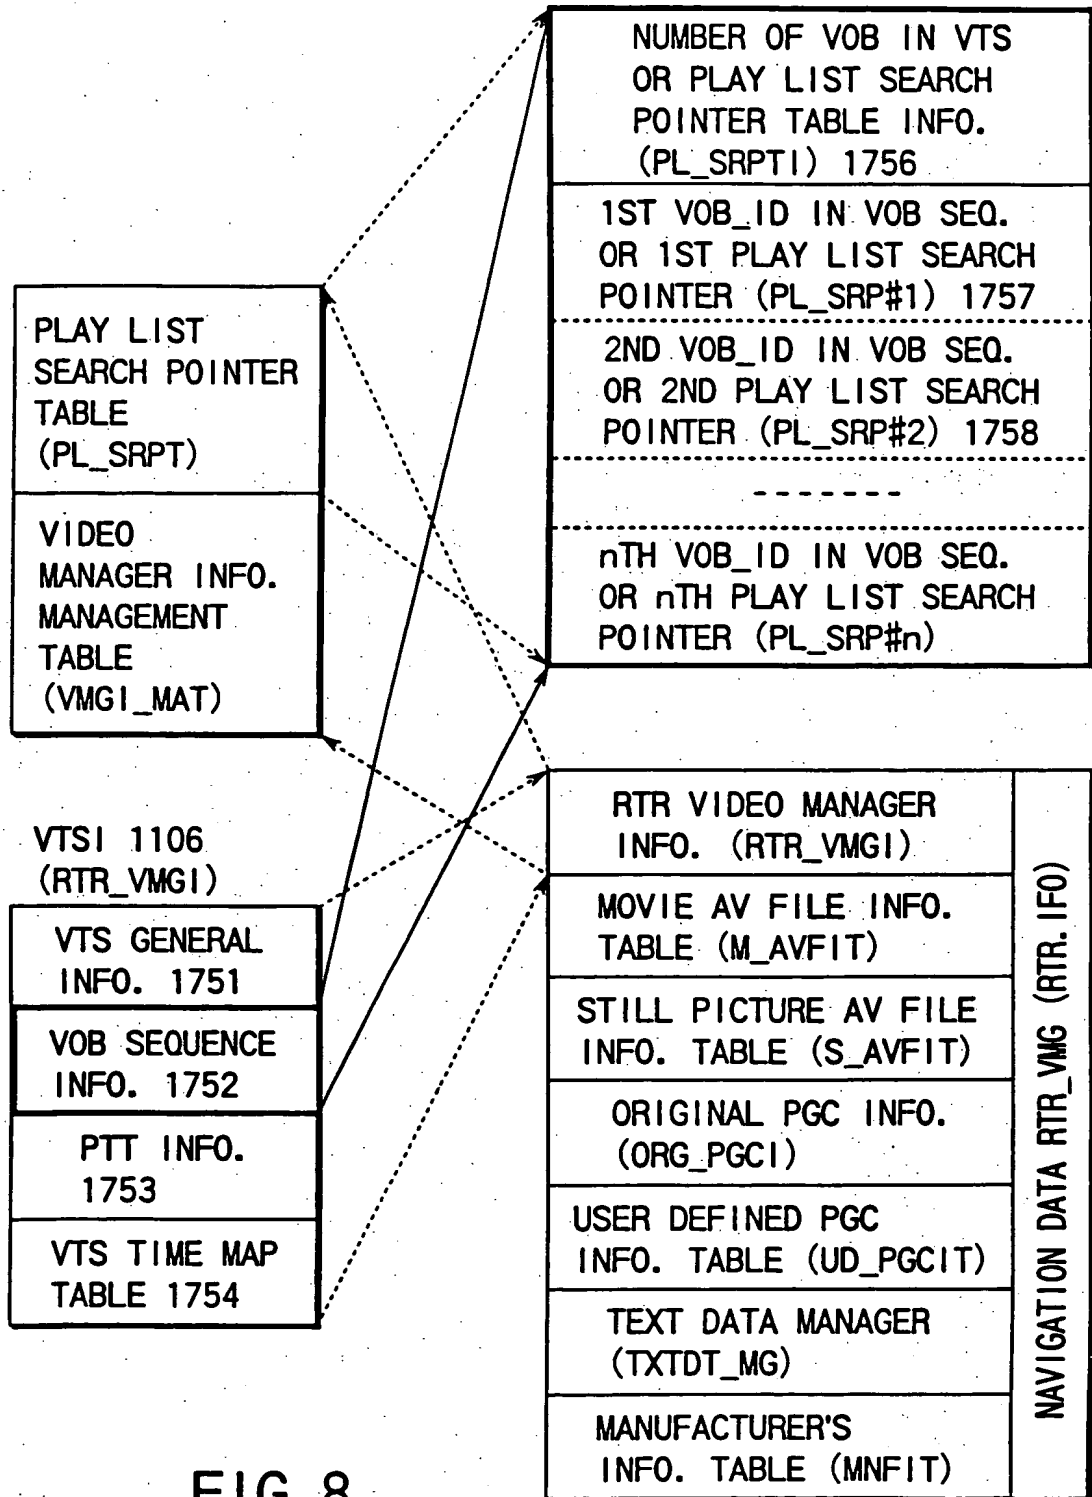 NUMBER OF VOB IN VTS
OR PLAY LIST SEARCH
POINTER TABLE INFO.
(PL_SRPTI) 1756
1ST VOB_ID IN VOB SEQ.
OR 1ST PLAY LIST SEARCH
POINTER (PL_SRP#1) 1757
2ND VOB_ID IN VOB SEQ.
OR 2ND PLAY LIST SEARCH
POINTER (PL_SRP#2) 1758
-------
nTH VOB_ID IN VOB SEQ.
OR nTH PLAY LIST SEARCH
POINTER (PL_SRP#n)
PLAY LIST
SEARCH POINTER
TABLE
(PL_SRPT)
VIDEO
MANAGER INFO.
MANAGEMENT
TABLE
(VMGI_MAT)
VTSI 1106
(RTR_VMGI)
VTS GENERAL
INFO. 1751
VOB SEQUENCE
INFO. 1752
PTT INFO.
1753
VTS TIME MAP
TABLE 1754
RTR VIDEO MANAGER
INFO. (RTR_VMGI)
MOVIE AV FILE INFO.
TABLE (M_AVFIT)
STILL PICTURE AV FILE
INFO. TABLE (S_AVFIT)
ORIGINAL PGC INFO.
(ORG_PGCI)
USER DEFINED PGC
INFO. TABLE (UD_PGCIT)
TEXT DATA MANAGER
(TXTDT_MG)
MANUFACTURER'S
INFO. TABLE (MNFIT)
NAVIGATION DATA RTR_VMG (RTR.IFO)
FIG. 8